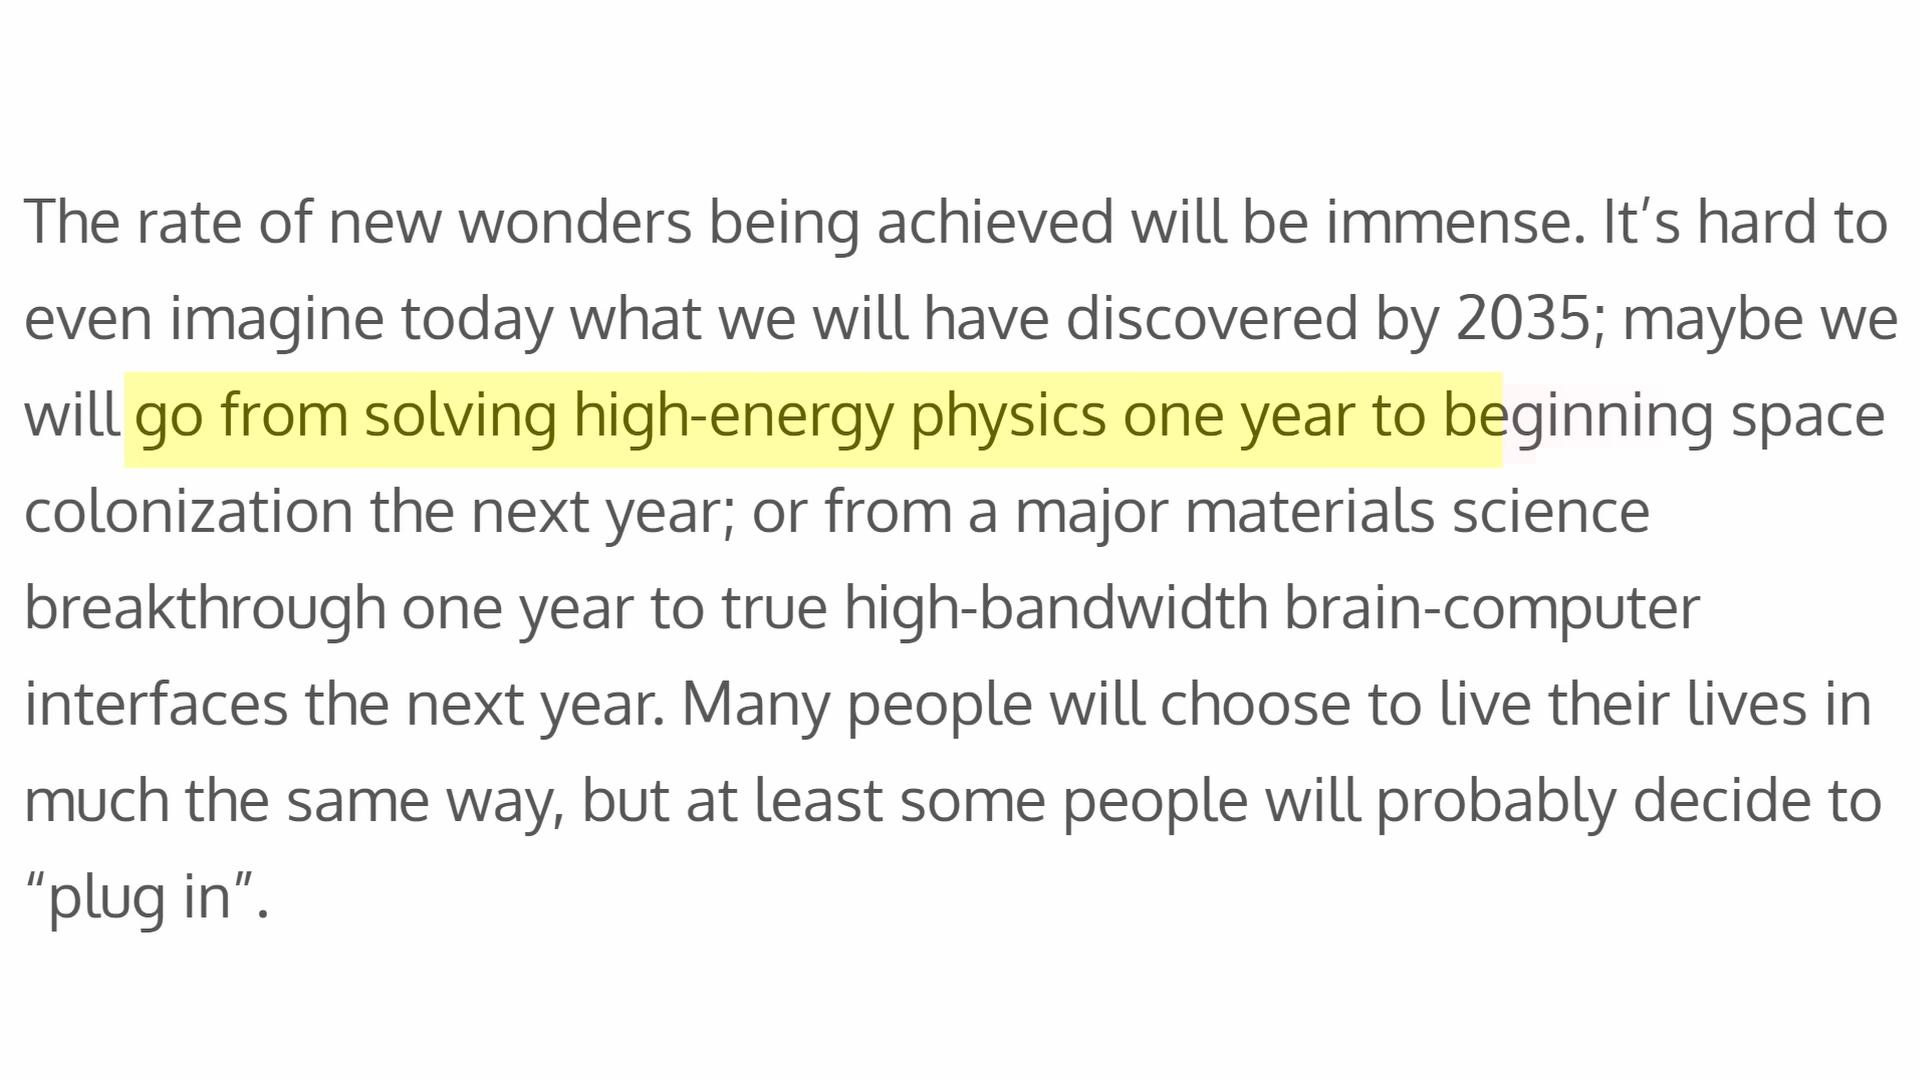 The rate of new wonders being achieved will be immense. It’s hard to
even imagine today what we will have discovered by 2035; maybe we
will go from solving high-energy physics one year to beginning space
colonization the next year; or from a major materials science
breakthrough one year to true high-bandwidth brain-computer
interfaces the next year. Many people will choose to live their lives in
much the same way, but at least some people will probably decide to
“plug in”.